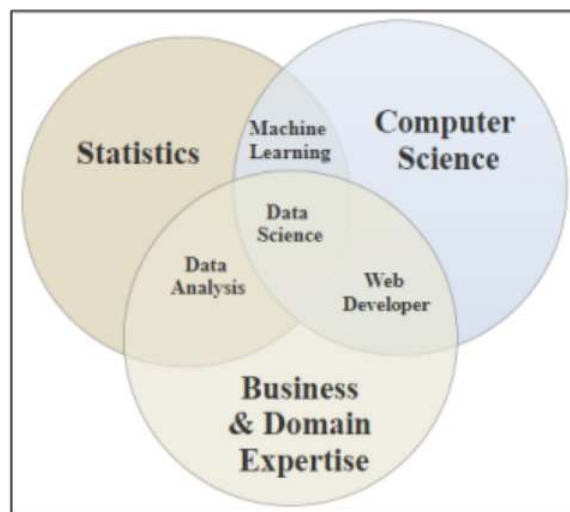 Statistics
Machine
Learning
Computer
Science
Data
Science
Data
Analysis
Web
Developer
Business
& Domain
Expertise